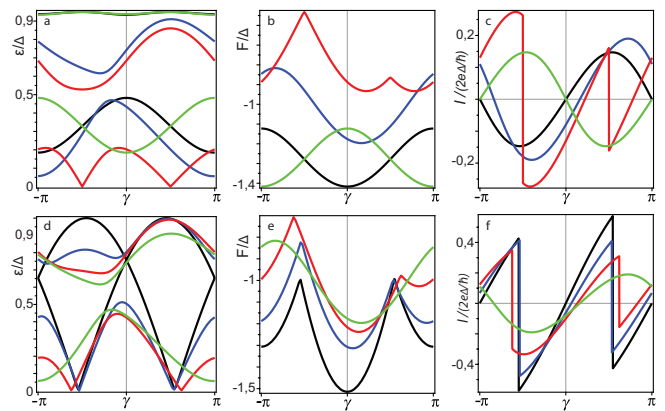 a
ε/Δ
0,9
0,5
0
-π
γ
π
b
F/Δ
-1
-1,4
-π
γ
π
c
I /(2eΔ/ħ)
0,2
-0,2
-π
γ
π
d
ε/Δ
0,9
0,5
0
-π
γ
π
e
F/Δ
-1
-1,5
-π
γ
π
f
I /(2eΔ/ħ)
0,4
-0,4
-π
γ
π